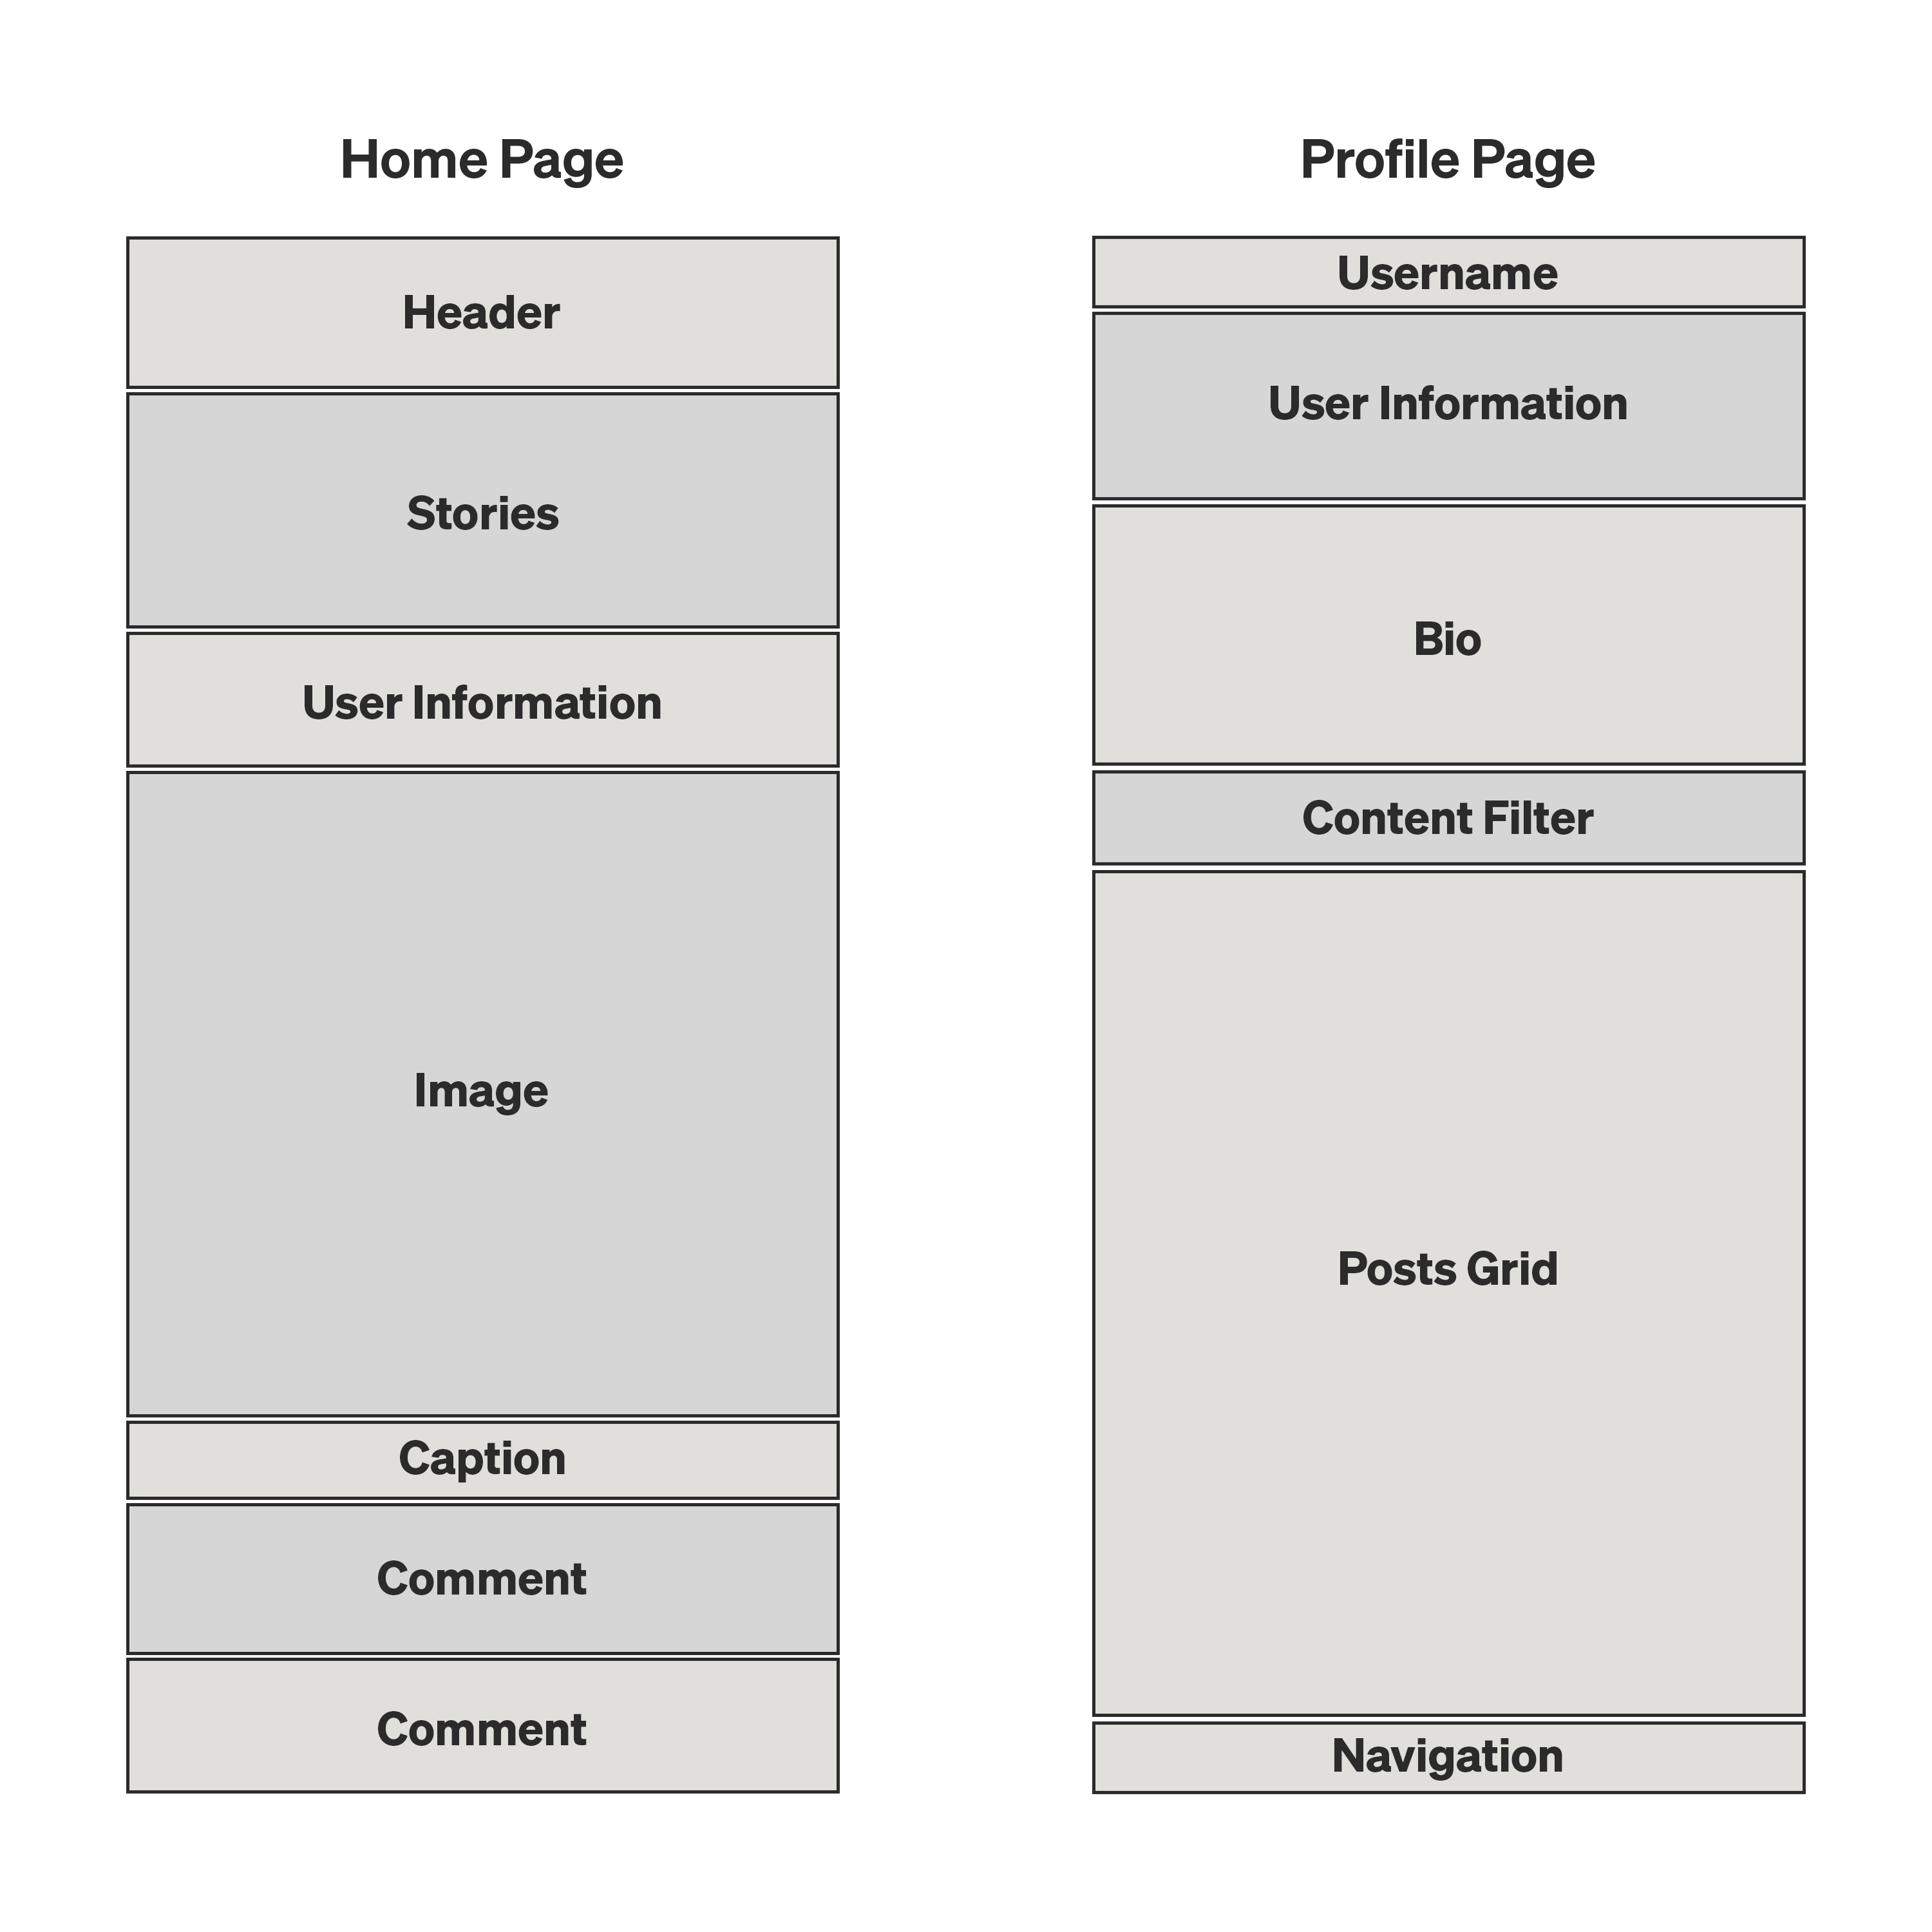 Home Page
Header
Stories
User Information
Image
Caption
Comment
Comment
Profile Page
Username
User Information
Bio
Content Filter
Posts Grid
Navigation